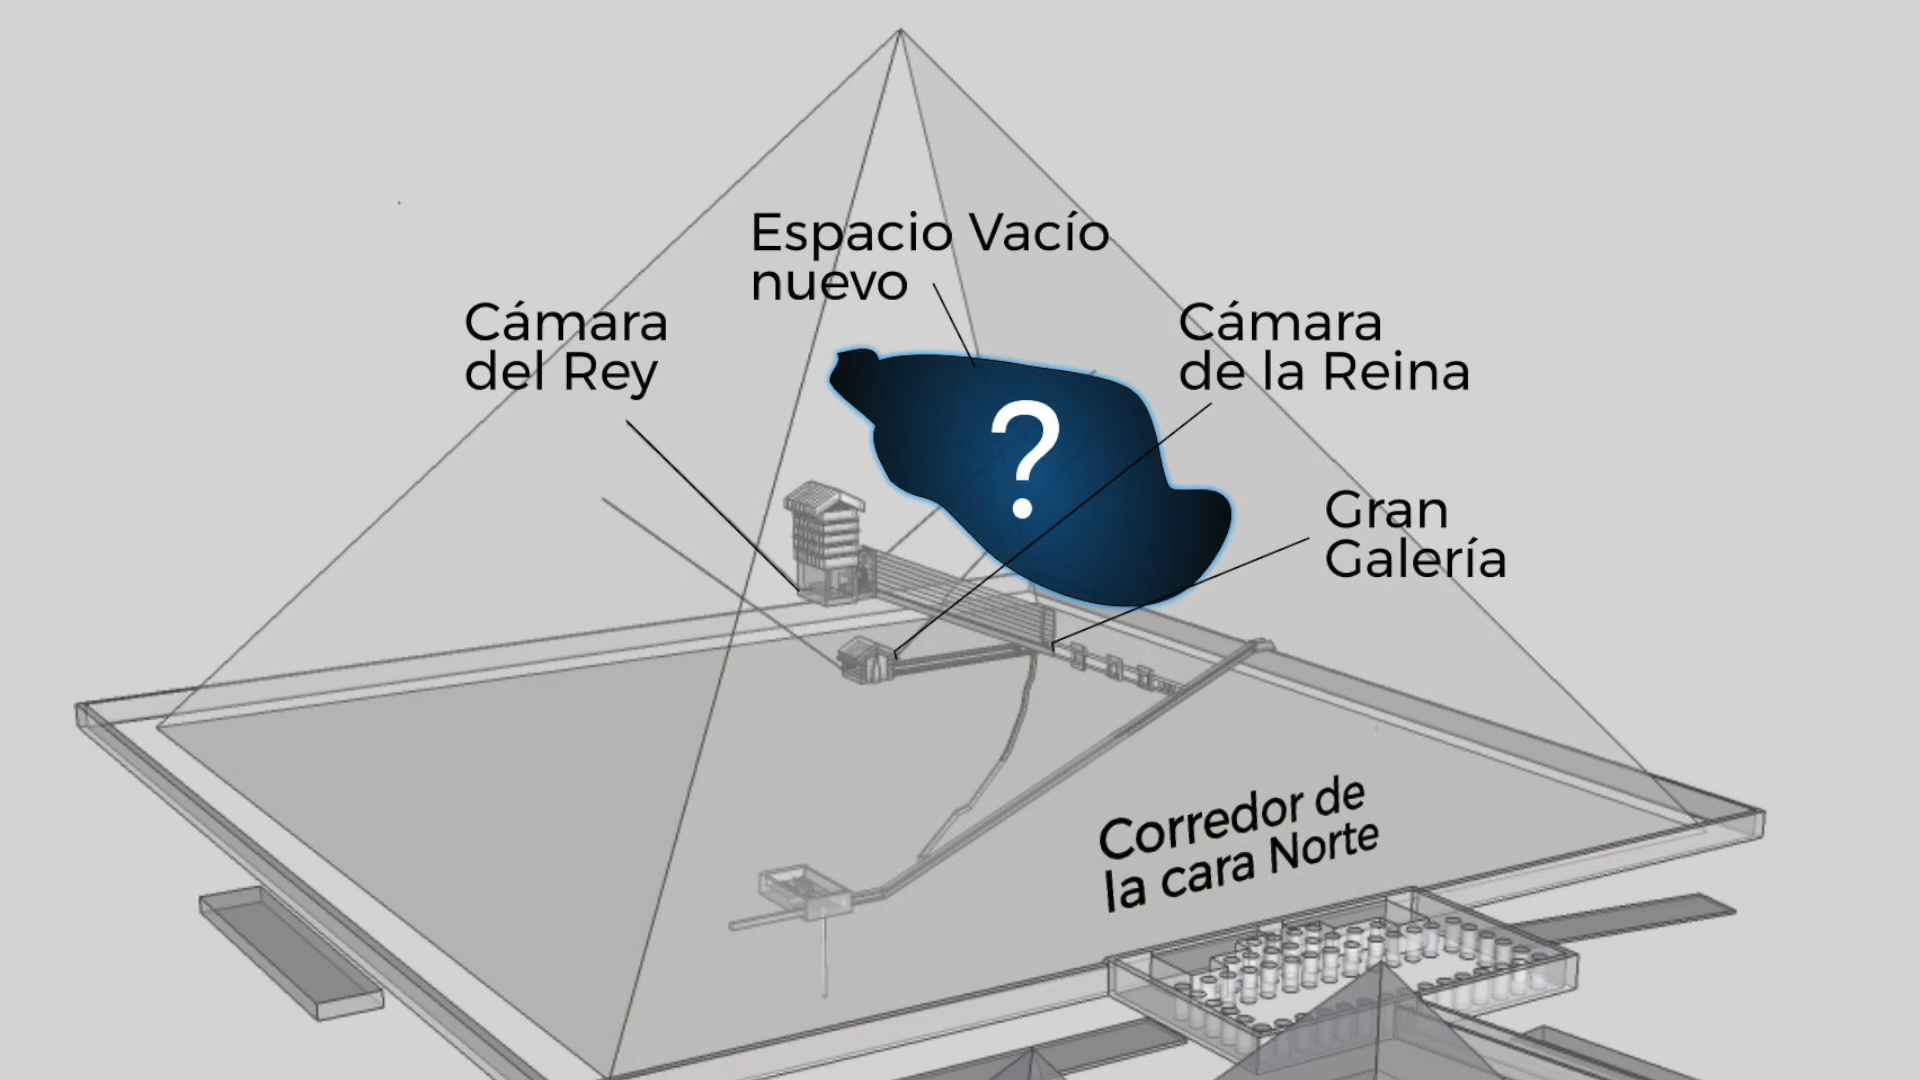 Espacio Vacío
nuevo
Cámara
del Rey
Cámara
de la Reina
?
Gran
Galería
Corredor de
la cara Norte